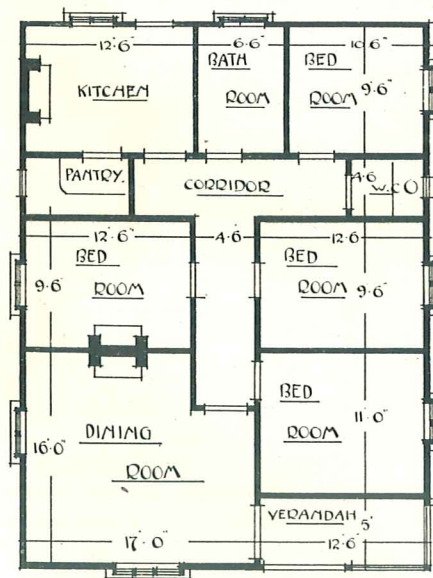 12'·6"
6·6"
10'6"
KITCHEN
BATH
ROOM
BED
ROOM
9'·6"
PANTRY.
CORRIDOR
4·6
W.C
12'·6"
4·6
12·6
BED
ROOM
9·6"
BED
ROOM
9·6"
DINING
ROOM
16'·0"
17'·0"
BED
ROOM
11'·0"
VERANDAH
5'
12'·6"